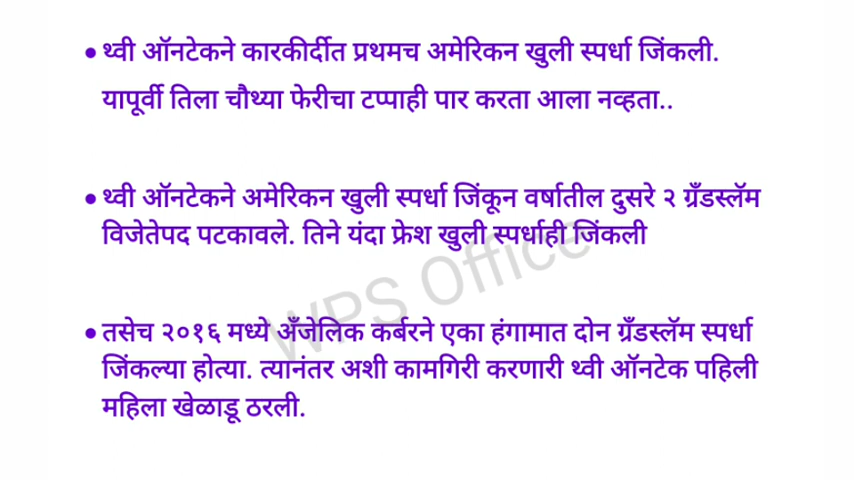 • थ्वी ऑनटेकने कारकीर्दीत प्रथमच अमेरिकन खुली स्पर्धा जिंकली.
यापूर्वी तिला चौथ्या फेरीचा टप्पाही पार करता आला नव्हता..
• थ्वी ऑनटेकने अमेरिकन खुली स्पर्धा जिंकून वर्षातील दुसरे २ ग्रँडस्लॅम
विजेतेपद पटकावले. तिने यंदा फ्रेश खुली स्पर्धाही जिंकली
WPS Office
• तसेच २०१६ मध्ये अँजेलिक कर्बरने एका हंगामात दोन ग्रँडस्लॅम स्पर्धा
जिंकल्या होत्या. त्यानंतर अशी कामगिरी करणारी थ्वी ऑनटेक पहिली
महिला खेळाडू ठरली.